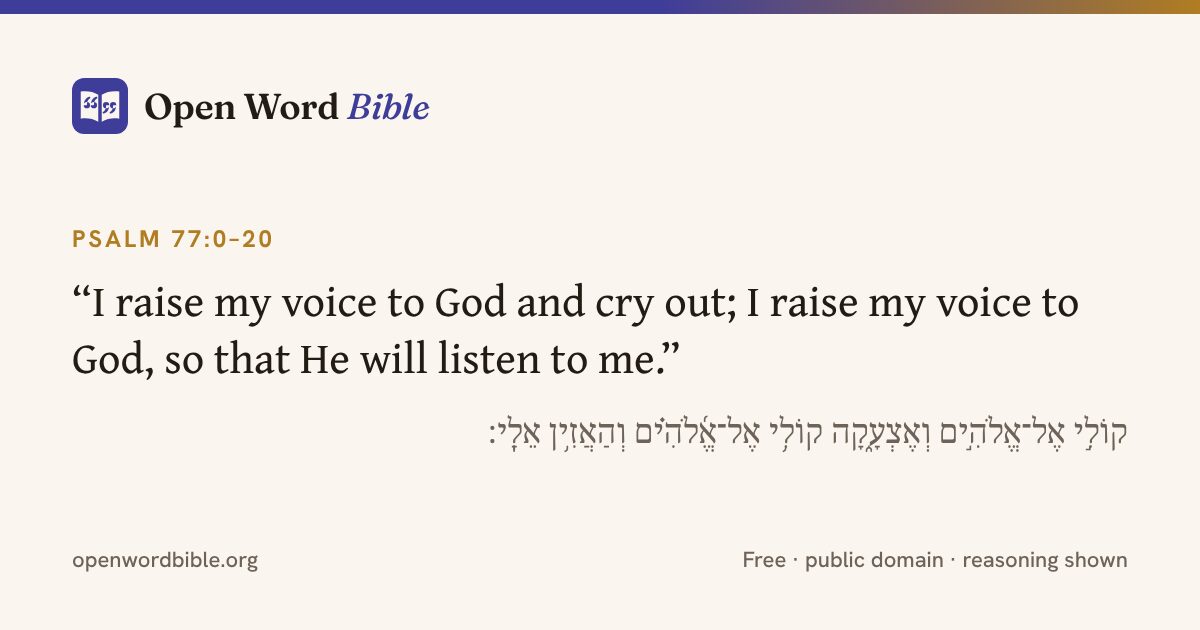 Open Word Bible
PSALM 77:0–20
“I raise my voice to God and cry out; I raise my voice to
God, so that He will listen to me.”
קוֹלִ֣י אֶל־אֱלֹהִ֣ים וְאֶצְעָ֑קָה קוֹלִ֥י אֶל־אֱ֝לֹהִ֗ים וְהַאֲזִ֥ין אֵלָֽי׃
openwordbible.org
Free · public domain · reasoning shown